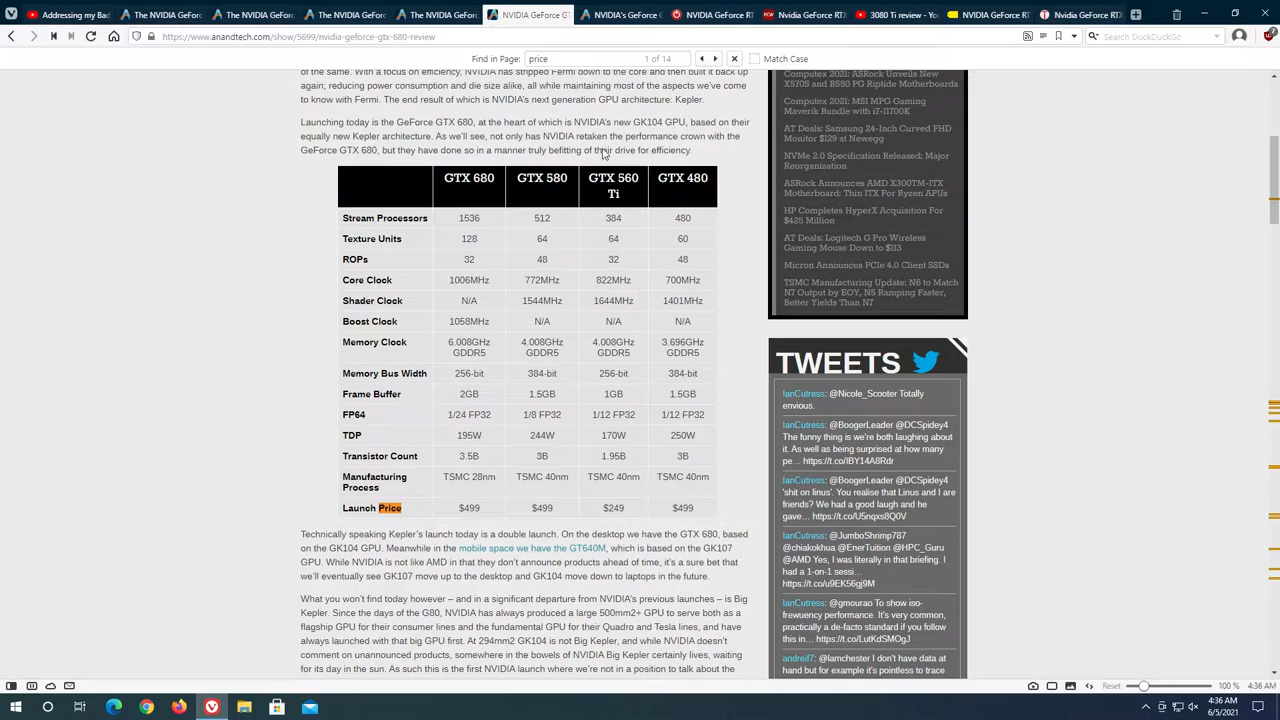 Addressing my Bad
The NVIDIA GeForce
The NVIDIA GeForce
The NVIDIA GeForce
The NVIDIA GeForce
NVIDIA GeForce GT
NVIDIA's GeForce G
Nvidia GeForce RTX
Nvidia GeForce RTX
3080 Ti review - You
NVIDIA GeForce RT
Nvidia GeForce RTX
https://www.anandtech.com/show/5699/nvidia-geforce-gtx-680-review
Search DuckDuckGo
Find in Page:
price
1 of 14
Match Case
of the same. With a focus on efficiency, NVIDIA has stripped Fermi down to the core and then built it back up
again; reducing power consumption and die size alike, all while maintaining most of the aspects we've come
to know with Fermi. The end result of which is NVIDIA's next generation GPU architecture: Kepler.
Launching today is the GeForce GTX 680, at the heart of which is NVIDIA's new GK104 GPU, based on their
equally new Kepler architecture. As we'll see, not only has NVIDIA retaken the performance crown with the
GeForce GTX 680, but they have done so in a manner truly befitting of their drive for efficiency.
GTX 680 GTX 580 GTX 560 Ti GTX 480
Stream Processors 1536 512 384 480
Texture Units 128 64 64 60
ROPs 32 48 32 48
Core Clock 1006MHz 772MHz 822MHz 700MHz
Shader Clock N/A 1544MHz 1644MHz 1401MHz
Boost Clock 1058MHz N/A N/A N/A
Memory Clock 6.008GHz GDDR5 4.008GHz GDDR5 4.008GHz GDDR5 3.696GHz GDDR5
Memory Bus Width 256-bit 384-bit 256-bit 384-bit
Frame Buffer 2GB 1.5GB 1GB 1.5GB
FP64 1/24 FP32 1/8 FP32 1/12 FP32 1/12 FP32
TDP 195W 244W 170W 250W
Transistor Count 3.5B 3B 1.95B 3B
Manufacturing Process TSMC 28nm TSMC 40nm TSMC 40nm TSMC 40nm
Launch Price $499 $499 $249 $499
Technically speaking Kepler's launch today is a double launch. On the desktop we have the GTX 680, based
on the GK104 GPU. Meanwhile in the mobile space we have the GT640M, which is based on the GK107
GPU. While NVIDIA is not like AMD in that they don't announce products ahead of time, it's a sure bet that
we'll eventually see GK107 move up to the desktop and GK104 move down to laptops in the future.
What you won't find today however – and in a significant departure from NVIDIA's previous launches – is Big
Kepler. Since the days of the G80, NVIDIA has always produced a large 500mm2+ GPU to serve both as a
flagship GPU for their consumer lines and the fundamental GPU for their Quadro and Tesla lines, and have
always launched with that big GPU first. At 294mm2 GK104 is not Big Kepler, and while NVIDIA doesn't
comment on unannounced products, somewhere in the bowels of NVIDIA Big Kepler certainly lives, waiting
for its day in the sun. As such this is the first NVIDIA launch where we're not in a position to talk about the
Computex 2021: ASRock Unveils New
X570S and B550 PG Riptide Motherboards
Computex 2021: MSI MPG Gaming
Maverik Bundle with i7-11700K
AT Deals: Samsung 24-Inch Curved FHD
Monitor $129 at Newegg
NVMe 2.0 Specification Released: Major
Reorganization
ASRock Announces AMD X300TM-ITX
Motherboard: Thin ITX For Ryzen APUs
HP Completes HyperX Acquisition For
$425 Million
AT Deals: Logitech G Pro Wireless
Gaming Mouse Down to $113
Micron Announces PCIe 4.0 Client SSDs
TSMC Manufacturing Update: N6 to Match
N7 Output by EOY, N5 Ramping Faster,
Better Yields Than N7
TWEETS
IanCutress: @Nicole_Scooter Totally
envious.
IanCutress: @BoogerLeader @DCSpidey4
The funny thing is we're both laughing about
it. As well as being surprised at how many
pe… https://t.co/lBY14A8Rdr
IanCutress: @BoogerLeader @DCSpidey4
'shit on linus'. You realise that Linus and I are
friends? We had a good laugh and he
gave… https://t.co/U5nqxs8Q0V
IanCutress: @JumboShrimp787
@chiakokhua @EnerTuition @HPC_Guru
@AMD Yes, I was literally in that briefing. I
had a 1-on-1 sessi…
https://t.co/u9EK56gj9M
IanCutress: @gmourao To show iso-
frewuency performance. It's very common,
practically a de-facto standard if you follow
this in… https://t.co/LutKdSMOgJ
andreif7: @lamchester I don't have data at
hand but for example it's pointless to trace
Reset
100 %
4:36 AM
4:36 AM
6/5/2021